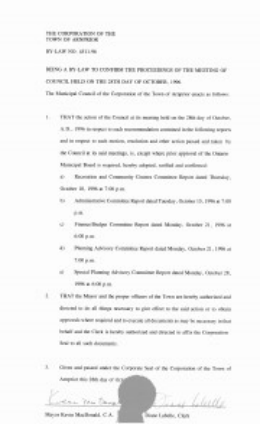 THE CORPORATION OF THE
TOWN OF ARNPRIOR
BY-LAW NO.
BEING A BY-LAW TO CONFIRM THE PROCEEDINGS OF THE MEETING OF
COUNCIL HELD ON THE 28TH DAY OF OCTOBER, 1996.
The Municipal Council of the Corporation of the Town of Arnprior enacts as follows:
1. THAT the action of the Council at its meeting held on the 28th day of October,
A.D., 1996 in respect to each recommendation contained in the following reports
and in respect to each motion, resolution and other action passed and taken by
the Council at its said meetings, is, except where prior approval of the Ontario
Municipal Board is required, hereby adopted, ratified and confirmed:
a) Recreation and Community Centres Committee Report dated Thursday,
October 10, 1996 at 7:00 p.m.
b) Administrative Committee Report dated Tuesday, October 15, 1996 at 7:00
p.m.
c) Finance/Budget Committee Report dated Monday, October 21, 1996 at
6:00 p.m.
d) Planning Advisory Committee Report dated Monday, October 21, 1996 at
7:00 p.m.
e) Special Planning Advisory Committee Report dated Monday, October 28,
1996 at 6:00 p.m.
2. THAT the Mayor and the proper officers of the Town are hereby authorized and
directed to do all things necessary to give effect to the said action or to obtain
approvals where required and to execute all documents as may be necessary in that
behalf and the Clerk is hereby authorized and directed to affix the Corporation
Seal to all such documents.
3. Given and passed under the Corporate Seal of the Corporation of the Town of
Arnprior this 28th day of
Mayor Keven MacDonald, C.A. Labelle, Clerk